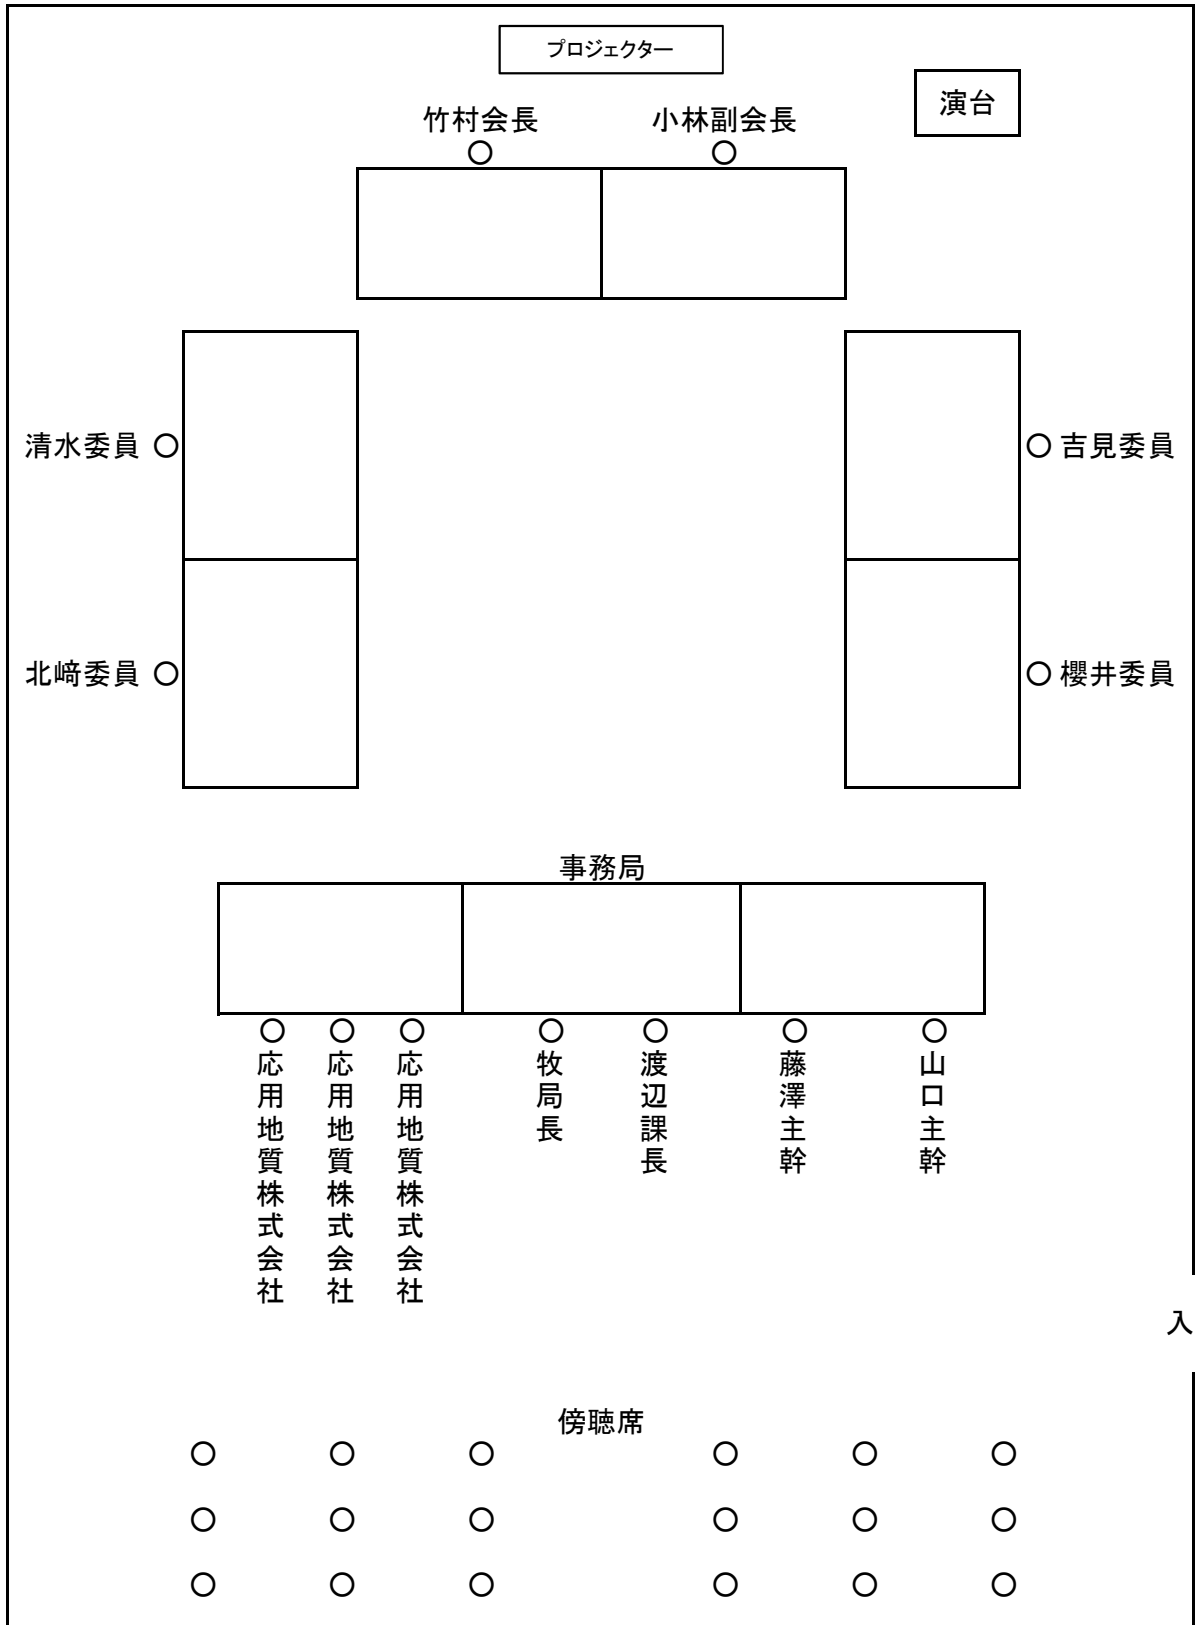 プロジェクター
演台
竹村会長
小林副会長
清水委員
吉見委員
北﨑委員
櫻井委員
事務局
応用地質株式会社
応用地質株式会社
応用地質株式会社
牧局長
渡辺課長
藤澤主幹
山口主幹
入
傍聴席